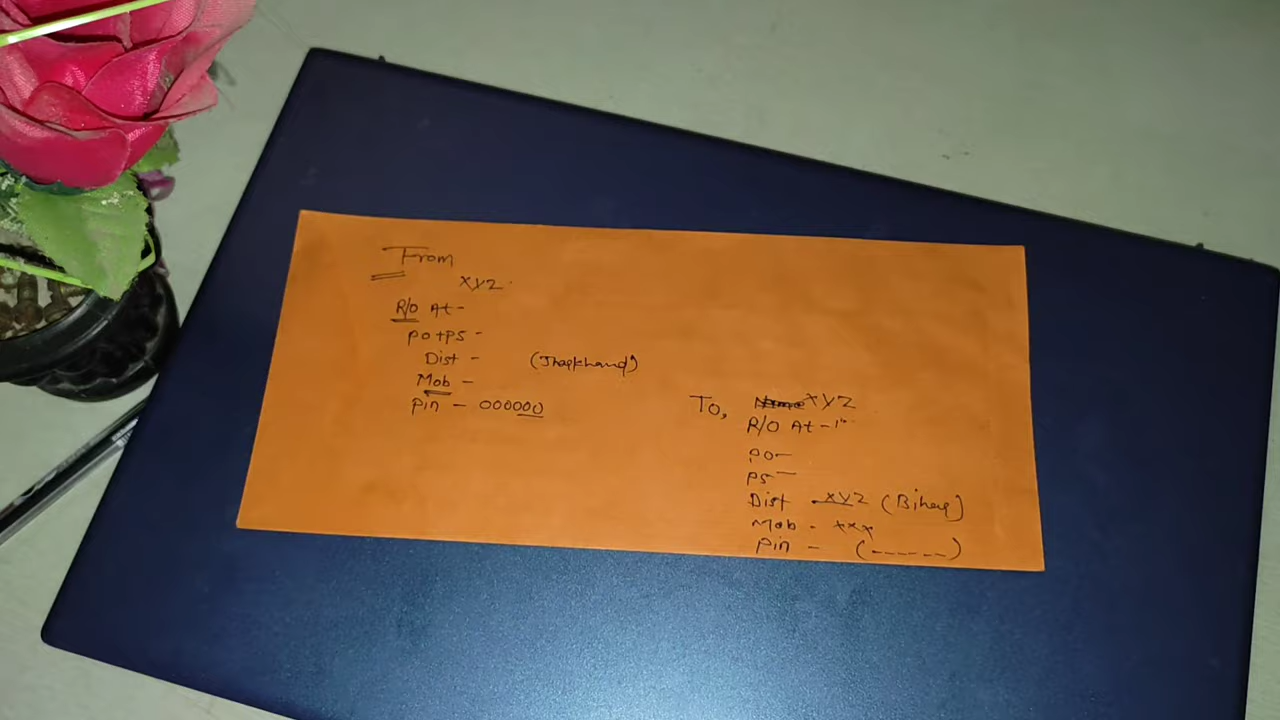 From
xyz.
R/o At -
po+ps -
Dist - (Jharkhand)
Mob -
pin - 000000
To, xyz
R/o At -
po-
ps-
Dist xyz (Bihar)
Mob - xxx
pin - (------)